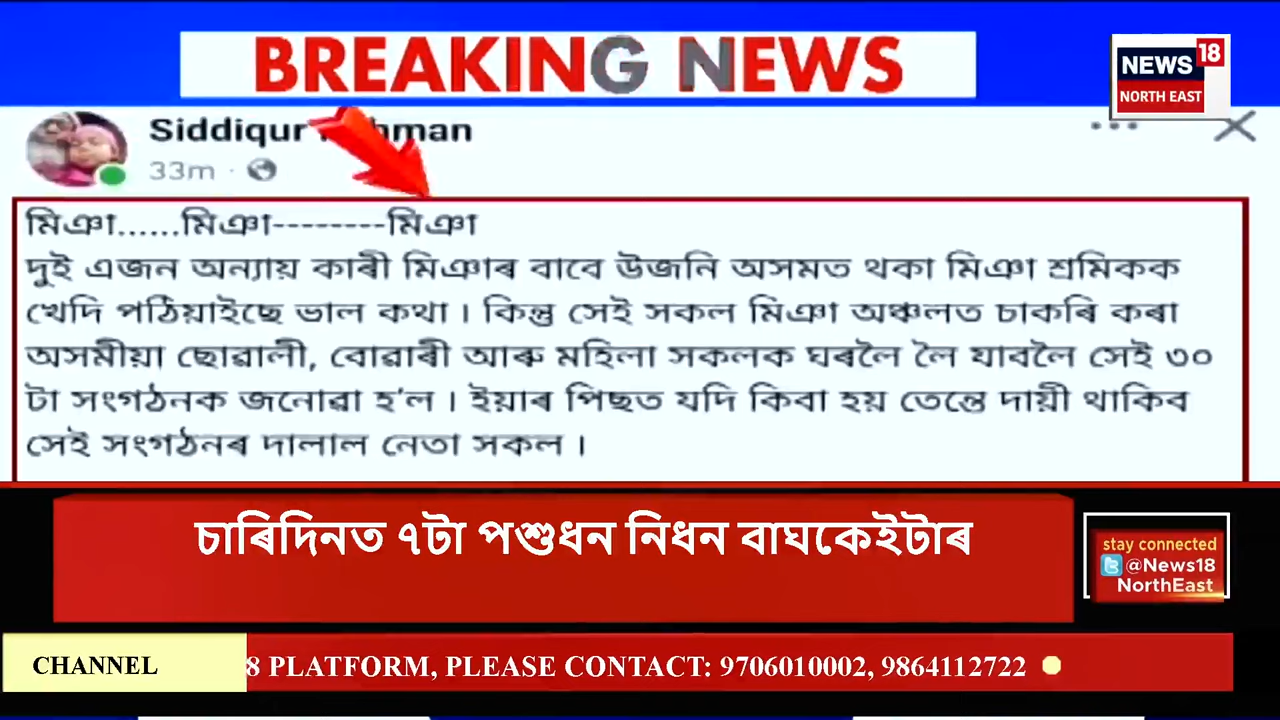 BREAKING NEWS
NEWS 18
NORTH EAST
Siddiqur
33m
মিঞা......মিঞা--------মিঞা
দুই এজন অন্যায় কাৰী মিঞাৰ বাবে উজনি অসমত থকা মিঞা শ্ৰমিকক
খেদি পঠিয়াইছে ভাল কথা । কিন্তু সেই সকল মিঞা অঞ্চলত চাকৰি কৰা
অসমীয়া ছোৱালী, বোৱাৰী আৰু মহিলা সকলক ঘৰলৈ লৈ যাবলৈ সেই ৩০
টা সংগঠনক জনোৱা হ'ল । ইয়াৰ পিছত যদি কিবা হয় তেন্তে দায়ী থাকিব
সেই সংগঠনৰ দালাল নেতা সকল ।
চাৰিদিনত ৭টা পশুধন নিধন বাঘকেইটাৰ
stay connected
@News18
NorthEast
CHANNEL
8 PLATFORM, PLEASE CONTACT: 9706010002, 9864112722